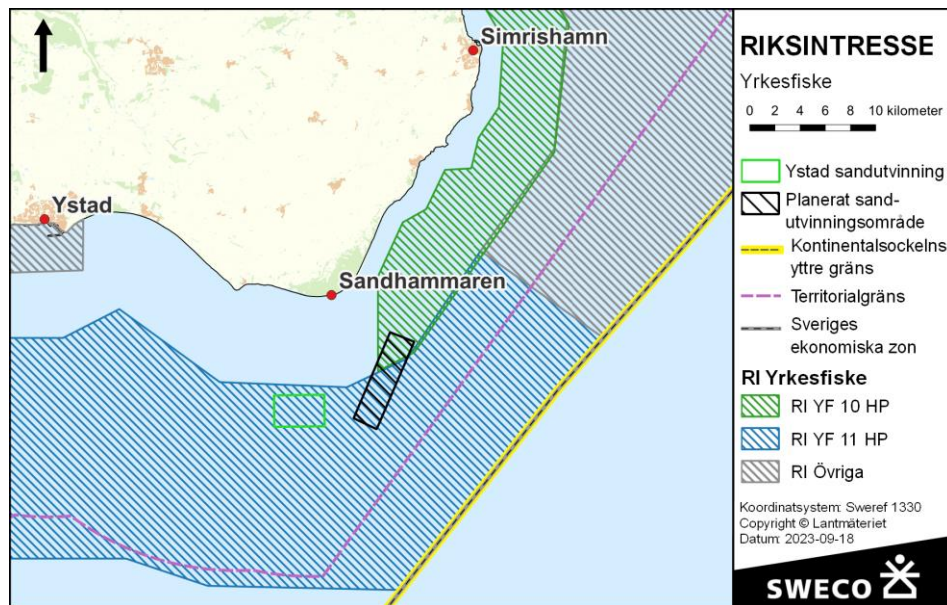 Simrishamn
Ystad
Sandhammaren
RIKSINTRESSE
Yrkesfiske
0 2 4 6 8 10 kilometer
Ystad sandutvinning
Planerat sand-
utvinningsområde
Kontinentalsockelns
yttre gräns
Territorialgräns
Sveriges
ekonomiska zon
RI Yrkesfiske
RI YF 10 HP
RI YF 11 HP
RI Övriga
Koordinatsystem: Sweref 1330
Copyright © Lantmäteriet
Datum: 2023-09-18
SWECO